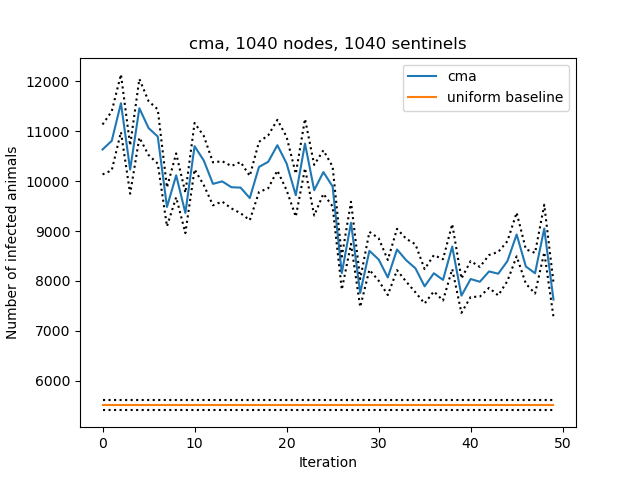 cma, 1040 nodes, 1040 sentinels
cma
uniform baseline
Number of infected animals
12000
11000
10000
9000
8000
7000
6000
0 10 20 30 40 50
Iteration